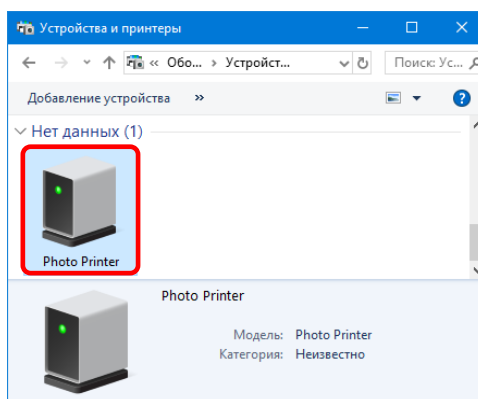 Устройства и принтеры
« Обо... › Устройст...
Поиск: Ус...
Добавление устройства »
?
Нет данных (1)
Photo Printer
Photo Printer
Модель: Photo Printer
Категория: Неизвестно